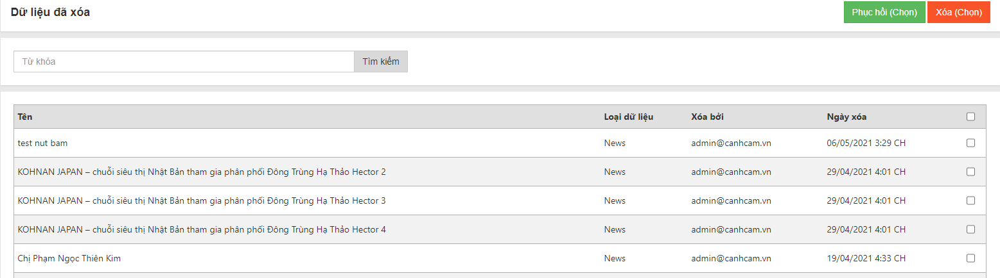 Dữ liệu đã xóa
Phục hồi (Chọn) Xóa (Chọn)
Từ khóa Tìm kiếm
Tên Loại dữ liệu Xóa bởi Ngày xóa
test nut bam News admin@canhcam.vn 06/05/2021 3:29 CH
KOHNAN JAPAN – chuỗi siêu thị Nhật Bản tham gia phân phối Đông Trùng Hạ Thảo Hector 2 News admin@canhcam.vn 29/04/2021 4:01 CH
KOHNAN JAPAN – chuỗi siêu thị Nhật Bản tham gia phân phối Đông Trùng Hạ Thảo Hector 3 News admin@canhcam.vn 29/04/2021 4:01 CH
KOHNAN JAPAN – chuỗi siêu thị Nhật Bản tham gia phân phối Đông Trùng Hạ Thảo Hector 4 News admin@canhcam.vn 29/04/2021 4:01 CH
Chị Phạm Ngọc Thiên Kim News admin@canhcam.vn 19/04/2021 4:33 CH